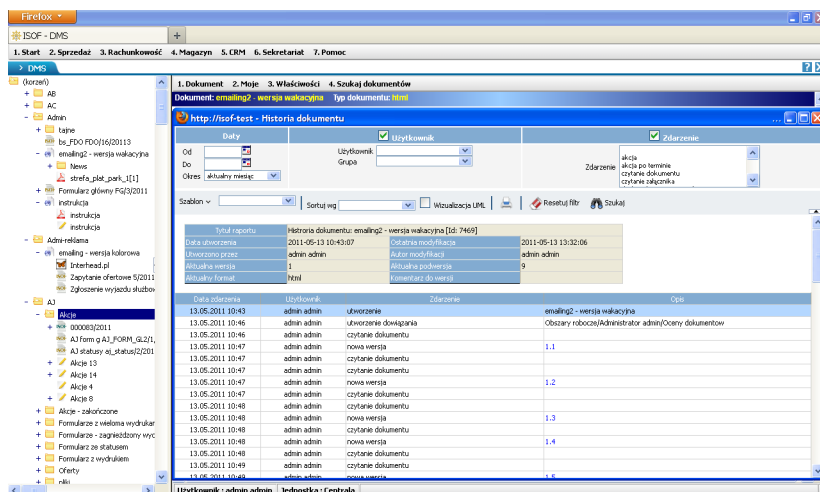 Firefox
ISOF - DMS
+
1. Start 2. Sprzedaż 3. Rachunkowość 4. Magazyn 5. CRM 6. Sekretariat 7. Pomoc
> DMS
(korzeń)
AB
AC
Admin
tajne
bs_FDO FDO/16/20113
emailing2 - wersja wakacyjna
News
strefa_plat_park_1[1]
Formularz główny FG/3/2011
instrukcja
instrukcja
instrukcja
Admi-reklama
emailing - wersja kolorowa
Interhead.pl
Zapytanie ofertowe 5/2011
Zgłoszenie wyjazdu służbow
AJ
Akcje
000083/2011
AJ form g AJ_FORM_GL2/1,
AJ statusy aj_status/2/201
Akcje 13
Akcje 14
Akcje 4
Akcje 8
Akcje - zakończone
Formularze z wieloma wydrukar
Formularze - zagnieżdżony wyc
Formularz ze statusem
Formularz z wydrukiem
Oferty
pliki
1. Dokument 2. Moje 3. Właściwości 4. Szukaj dokumentów
Dokument: emailing2 - wersja wakacyjna Typ dokumentu: html
http://isof-test - Historia dokumentu
Daty Użytkownik Zdarzenie
Od
Do
Okres aktualny miesiąc
Użytkownik
Grupa
Zdarzenie
akcja
akcja po terminie
czytanie dokumentu
czytanie załącznika
Szablon Sortuj wg Wizualizacja UML Resetuj filtr Szukaj
Tytuł raportu Histroria dokumentu: emailing2 - wersja wakacyjna [Id: 7469]
Data utworzenia 2011-05-13 10:43:07 Ostatnia modyfikacja 2011-05-13 13:32:06
Utworzono przez admin admin Autor modyfikacji admin admin
Aktualna wersja 1 Aktualna podwersja 9
Aktualny format html Komentarz do wersji
Data zdarzenia Użytkownik Zdarzenie Opis
13.05.2011 10:43 admin admin utworzenie emailing2 - wersja wakacyjna
13.05.2011 10:46 admin admin utworzenie dowiązania Obszary robocze/Administrator admin/Oceny dokumentow
13.05.2011 10:46 admin admin czytanie dokumentu
13.05.2011 10:47 admin admin nowa wersja 1.1
13.05.2011 10:47 admin admin czytanie dokumentu
13.05.2011 10:47 admin admin czytanie dokumentu
13.05.2011 10:47 admin admin nowa wersja 1.2
13.05.2011 10:47 admin admin czytanie dokumentu
13.05.2011 10:48 admin admin czytanie dokumentu
13.05.2011 10:48 admin admin nowa wersja 1.3
13.05.2011 10:48 admin admin czytanie dokumentu
13.05.2011 10:48 admin admin nowa wersja 1.4
13.05.2011 10:48 admin admin czytanie dokumentu
13.05.2011 10:49 admin admin czytanie dokumentu
13.05.2011 10:49 admin admin nowa wersja 1.5
Użytkownik : admin admin Jednostka : Centrala